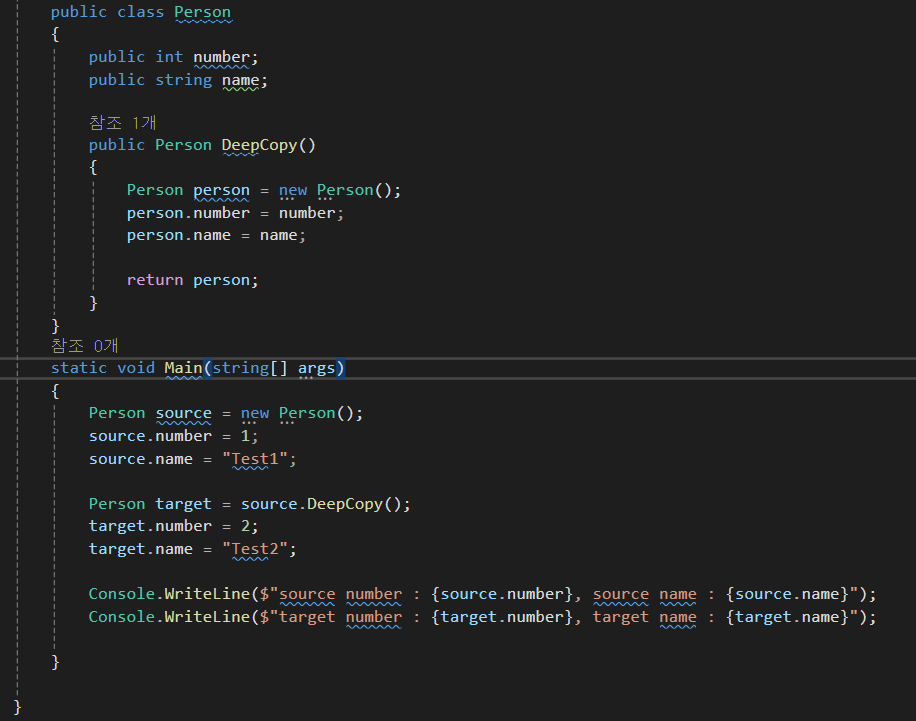 public class Person
{
public int number;
public string name;
참조 1개
public Person DeepCopy()
{
Person person = new Person();
person.number = number;
person.name = name;
return person;
}
}
참조 0개
static void Main(string[] args)
{
Person source = new Person();
source.number = 1;
source.name = "Test1";
Person target = source.DeepCopy();
target.number = 2;
target.name = "Test2";
Console.WriteLine($"source number : {source.number}, source name : {source.name}");
Console.WriteLine($"target number : {target.number}, target name : {target.name}");
}
}